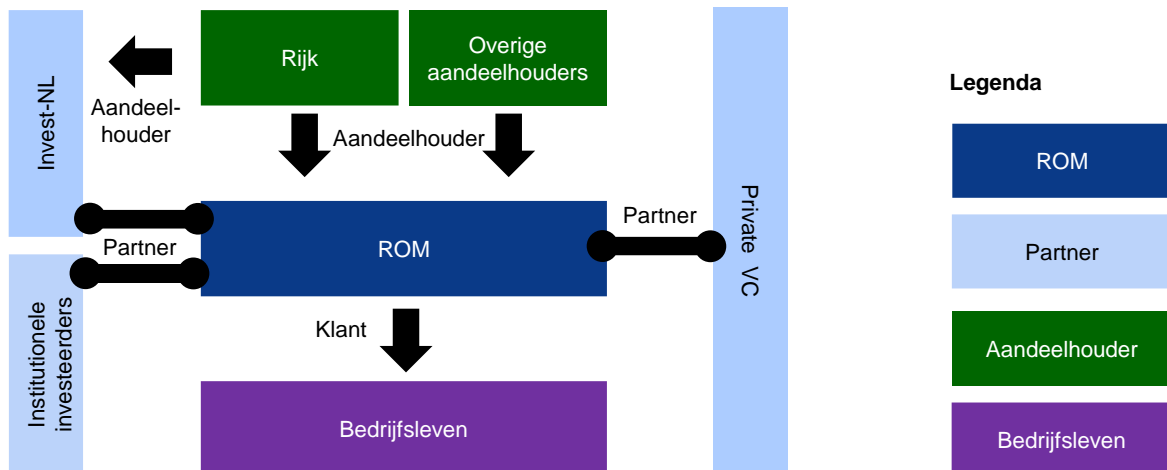 Invest-NL
Aandeel-
houder
Rijk
Overige
aandeelhouders
Aandeelhouder
Partner
ROM
Partner
Private VC
Institutionele
investeerders
Klant
Bedrijfsleven
Legenda
ROM
Partner
Aandeelhouder
Bedrijfsleven